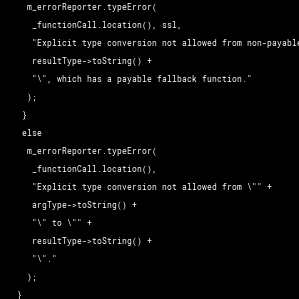 m_errorReporter.typeError(
_functionCall.location(), ssl,
"Explicit type conversion not allowed from non-payable
resultType->toString() +
"\", which has a payable fallback function."
);
}
else
m_errorReporter.typeError(
_functionCall.location(),
"Explicit type conversion not allowed from \"" +
argType->toString() +
"\" to \"" +
resultType->toString() +
"\"."
);
}